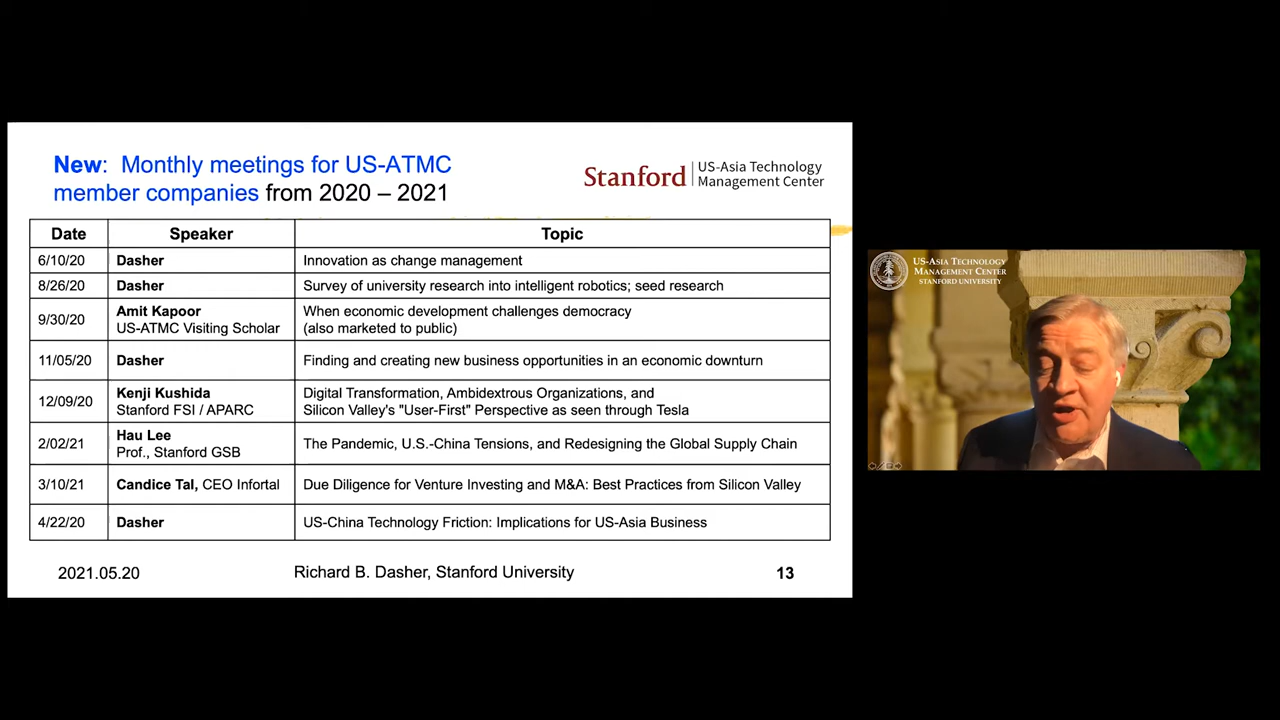 New: Monthly meetings for US-ATMC
member companies from 2020 – 2021
Stanford
US-Asia Technology
Management Center
Date Speaker Topic
6/10/20 Dasher Innovation as change management
8/26/20 Dasher Survey of university research into intelligent robotics; seed research
9/30/20
Amit Kapoor
US-ATMC Visiting Scholar
When economic development challenges democracy
(also marketed to public)
11/05/20 Dasher Finding and creating new business opportunities in an economic downturn
12/09/20
Kenji Kushida
Stanford FSI / APARC
Digital Transformation, Ambidextrous Organizations, and
Silicon Valley's "User-First" Perspective as seen through Tesla
2/02/21
Hau Lee
Prof., Stanford GSB
The Pandemic, U.S.-China Tensions, and Redesigning the Global Supply Chain
3/10/21 Candice Tal, CEO Infortal Due Diligence for Venture Investing and M&A: Best Practices from Silicon Valley
4/22/20 Dasher US-China Technology Friction: Implications for US-Asia Business
2021.05.20 Richard B. Dasher, Stanford University 13
US-ASIA TECHNOLOGY
MANAGEMENT CENTER
STANFORD UNIVERSITY